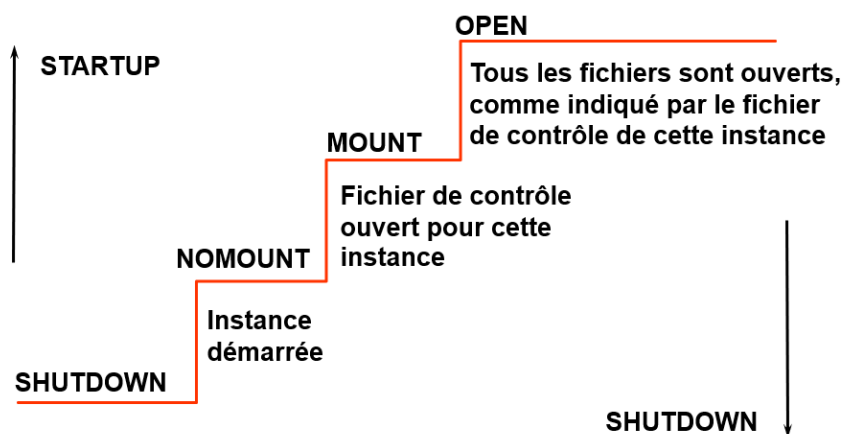 OPEN
STARTUP
Tous les fichiers sont ouverts,
comme indiqué par le fichier
de contrôle de cette instance
MOUNT
Fichier de contrôle
ouvert pour cette
instance
NOMOUNT
Instance
démarrée
SHUTDOWN
SHUTDOWN